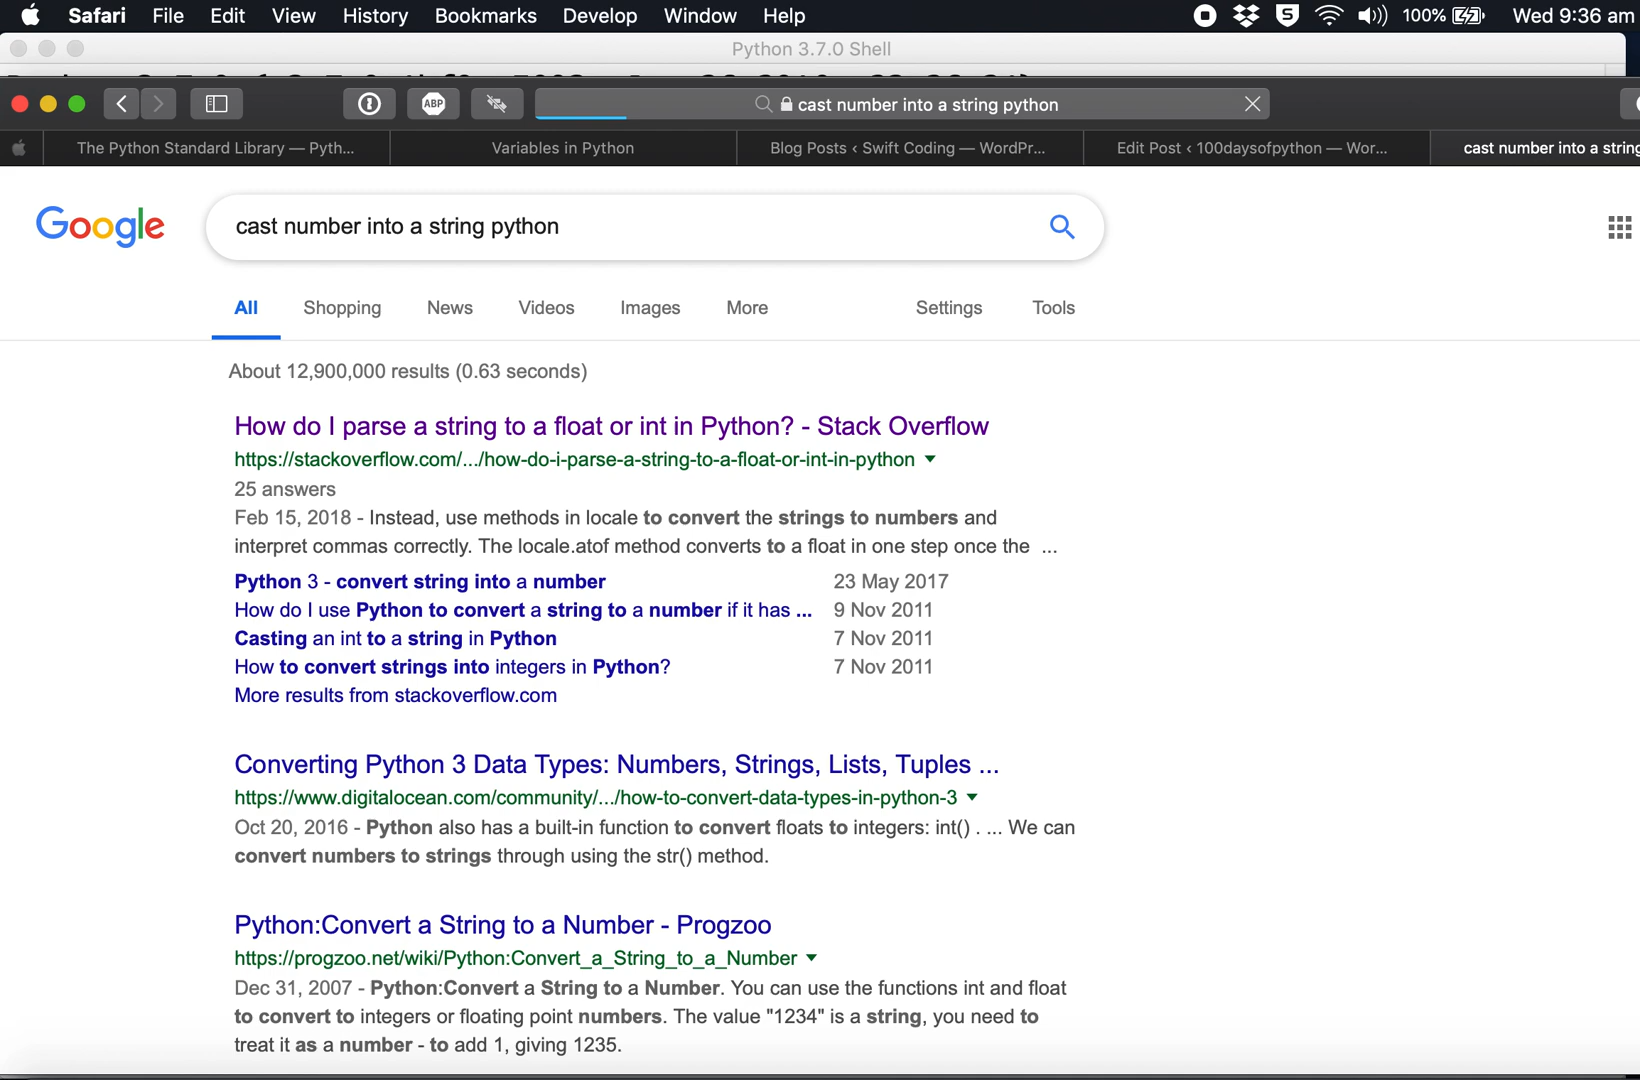 Safari File Edit View History Bookmarks Develop Window Help 100% Wed 9:36 am
Python 3.7.0 Shell
ABP cast number into a string python
The Python Standard Library — Pyth... Variables in Python Blog Posts < Swift Coding — WordPr... Edit Post < 100daysofpython — Wor... cast number into a string
Google cast number into a string python
All Shopping News Videos Images More Settings Tools
About 12,900,000 results (0.63 seconds)
How do I parse a string to a float or int in Python? - Stack Overflow
https://stackoverflow.com/.../how-do-i-parse-a-string-to-a-float-or-int-in-python
25 answers
Feb 15, 2018 - Instead, use methods in locale to convert the strings to numbers and
interpret commas correctly. The locale.atof method converts to a float in one step once the ...
Python 3 - convert string into a number 23 May 2017
How do I use Python to convert a string to a number if it has ... 9 Nov 2011
Casting an int to a string in Python 7 Nov 2011
How to convert strings into integers in Python? 7 Nov 2011
More results from stackoverflow.com
Converting Python 3 Data Types: Numbers, Strings, Lists, Tuples ...
https://www.digitalocean.com/community/.../how-to-convert-data-types-in-python-3
Oct 20, 2016 - Python also has a built-in function to convert floats to integers: int() . ... We can
convert numbers to strings through using the str() method.
Python:Convert a String to a Number - Progzoo
https://progzoo.net/wiki/Python:Convert_a_String_to_a_Number
Dec 31, 2007 - Python:Convert a String to a Number. You can use the functions int and float
to convert to integers or floating point numbers. The value "1234" is a string, you need to
treat it as a number - to add 1, giving 1235.